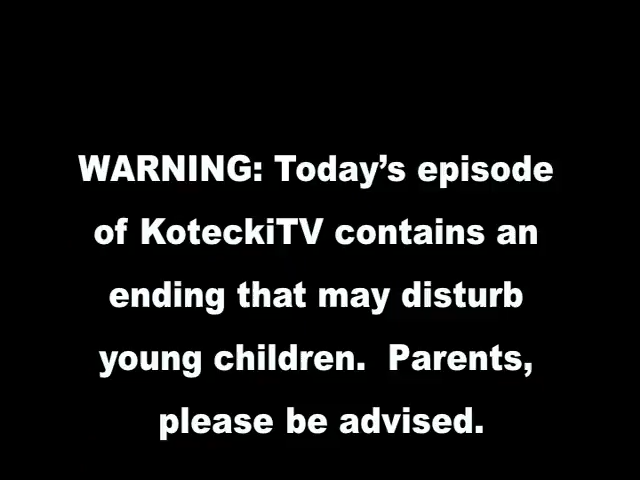 WARNING: Today’s episode
of KoteckiTV contains an
ending that may disturb
young children.  Parents,
please be advised.